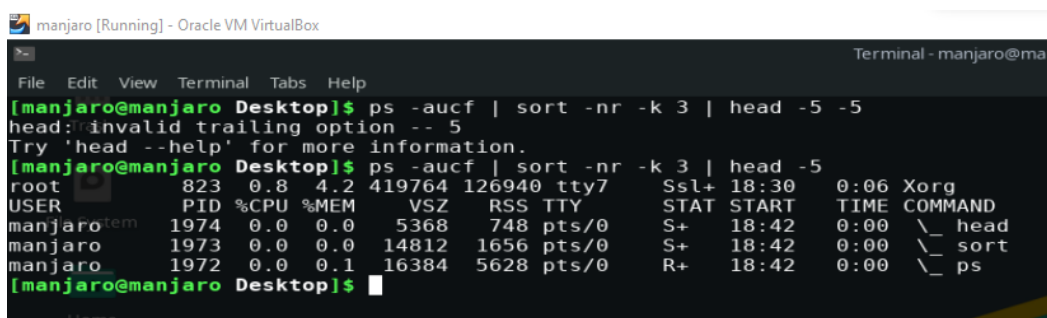 manjaro [Running] - Oracle VM VirtualBox
Terminal - manjaro@ma
File Edit View Terminal Tabs Help
[manjaro@manjaro Desktop]$ ps -aucf | sort -nr -k 3 | head -5 -5
head: invalid trailing option -- 5
Try 'head --help' for more information.
[manjaro@manjaro Desktop]$ ps -aucf | sort -nr -k 3 | head -5
root 823 0.8 4.2 419764 126940 tty7 Ssl+ 18:30 0:06 Xorg
USER PID %CPU %MEM VSZ RSS TTY STAT START TIME COMMAND
manjaro 1974 0.0 0.0 5368 748 pts/0 S+ 18:42 0:00 \_ head
manjaro 1973 0.0 0.0 14812 1656 pts/0 S+ 18:42 0:00 \_ sort
manjaro 1972 0.0 0.1 16384 5628 pts/0 R+ 18:42 0:00 \_ ps
[manjaro@manjaro Desktop]$